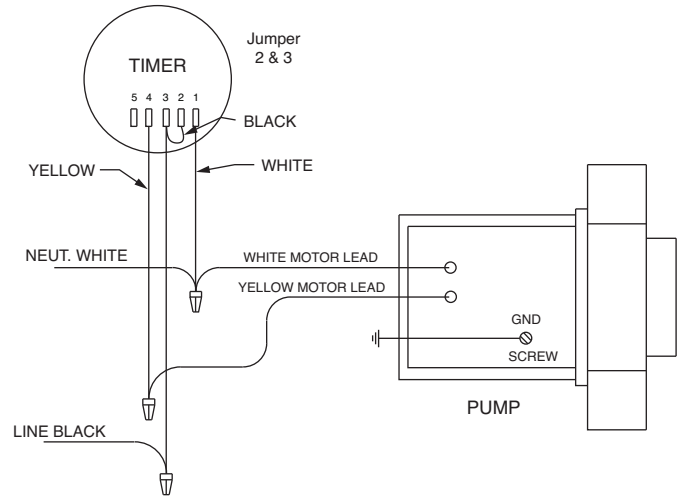 Jumper
2 & 3
TIMER
5 4 3 2 1
BLACK
YELLOW
WHITE
NEUT. WHITE
WHITE MOTOR LEAD
YELLOW MOTOR LEAD
GND
SCREW
PUMP
LINE BLACK